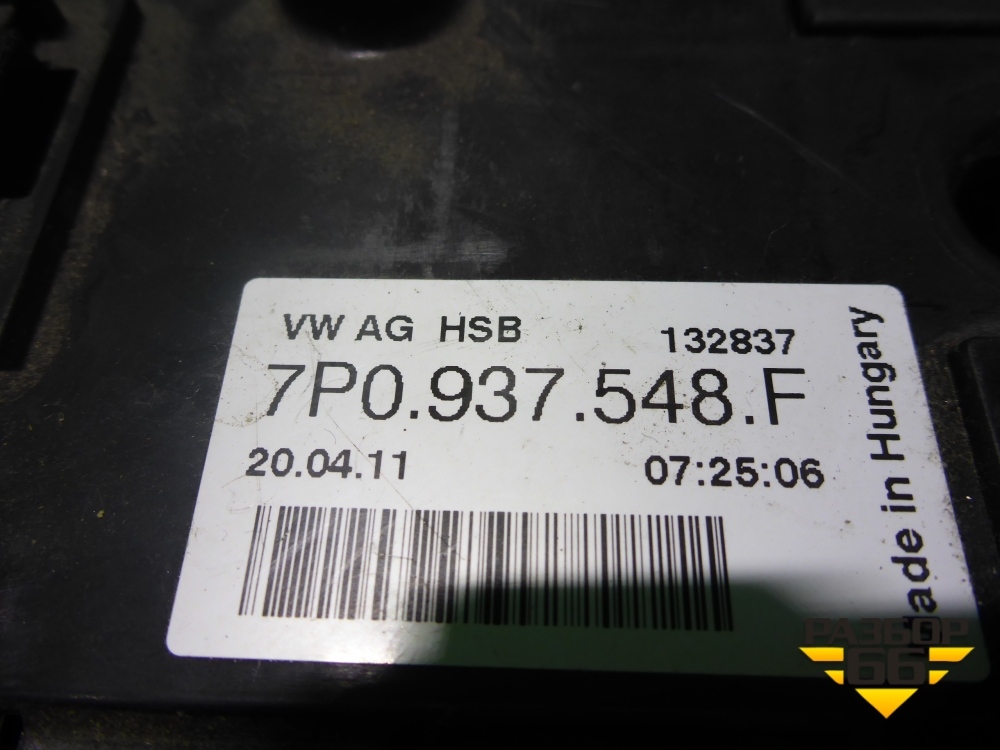 VW AG HSB 132837
7P0.937.548.F
20.04.11 07:25:06
Made in Hungary
РАЗБОР
66